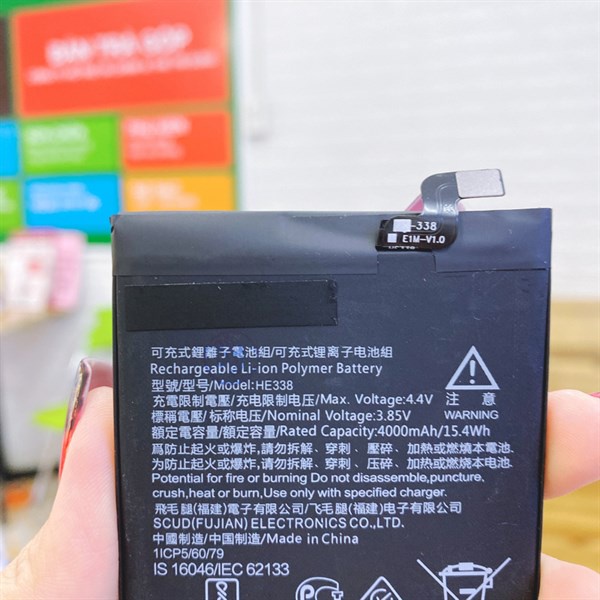 BÁN TRẢ GÓP
-338
E1M-V1.0
可充式鋰離子電池組/可充式锂离子电池组
Rechargeable Li-ion Polymer Battery
型號/型号/Model:HE338
充電限制電壓/充电限制电压/Max. Voltage:4.4V
標稱電壓/标称电压/Nominal Voltage:3.85V
額定電容量/额定电容量/Rated Capacity:4000mAh/15.4Wh
爲防止起火或爆炸,請勿拆解、穿刺、壓碎、加熱或燃燒本電池.
为防止起火或爆炸,请勿拆解、穿刺、压碎、加热或燃烧本电池.
Potential for fire or burning Do not disassemble,puncture,
crush,heat or burn,Use only with specified charger.
飛毛腿(福建)電子有限公司/飞毛腿(福建)电子有限公司
SCUD(FUJIAN) ELECTRONICS CO.,LTD.
中國制造/中国制造/Made in China
1ICP5/60/79
IS 16046/IEC 62133
注意
WARNING